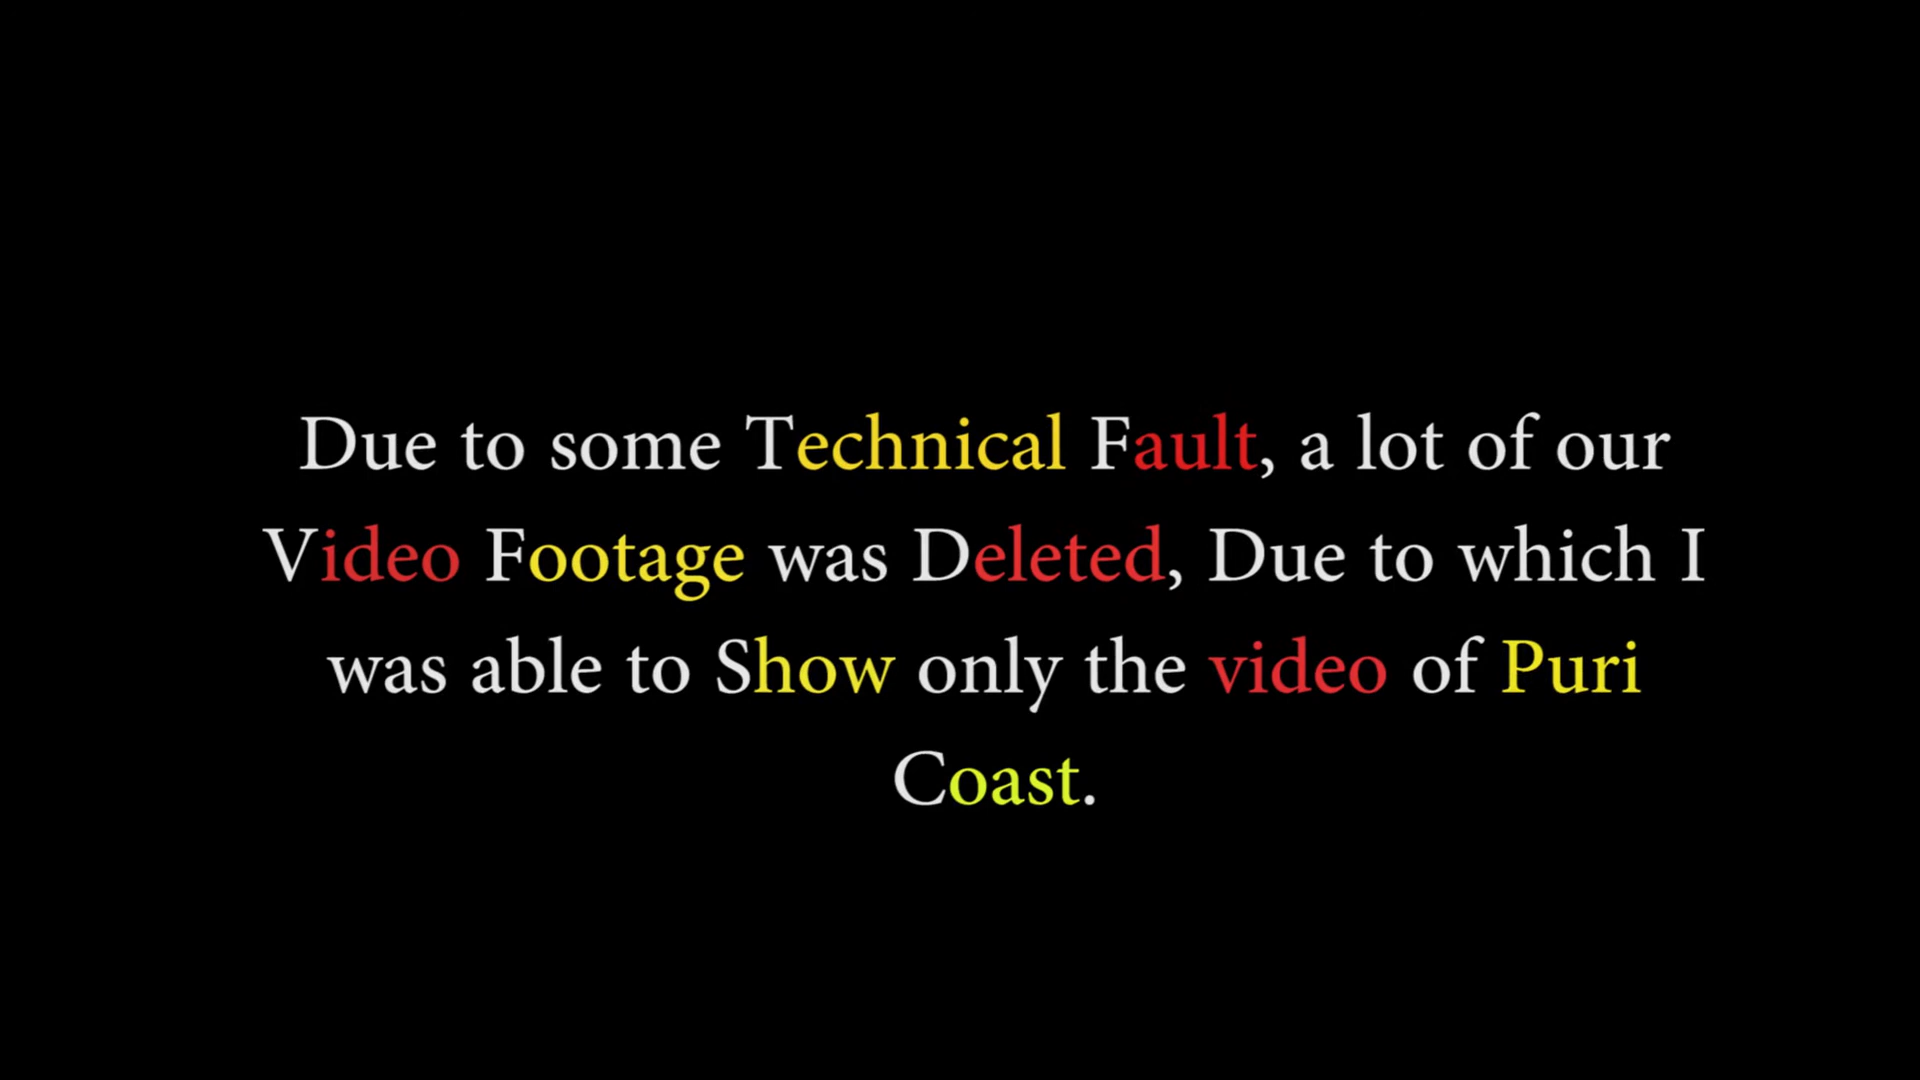 Due to some Technical Fault, a lot of our
Video Footage was Deleted, Due to which I
was able to Show only the video of Puri
Coast.